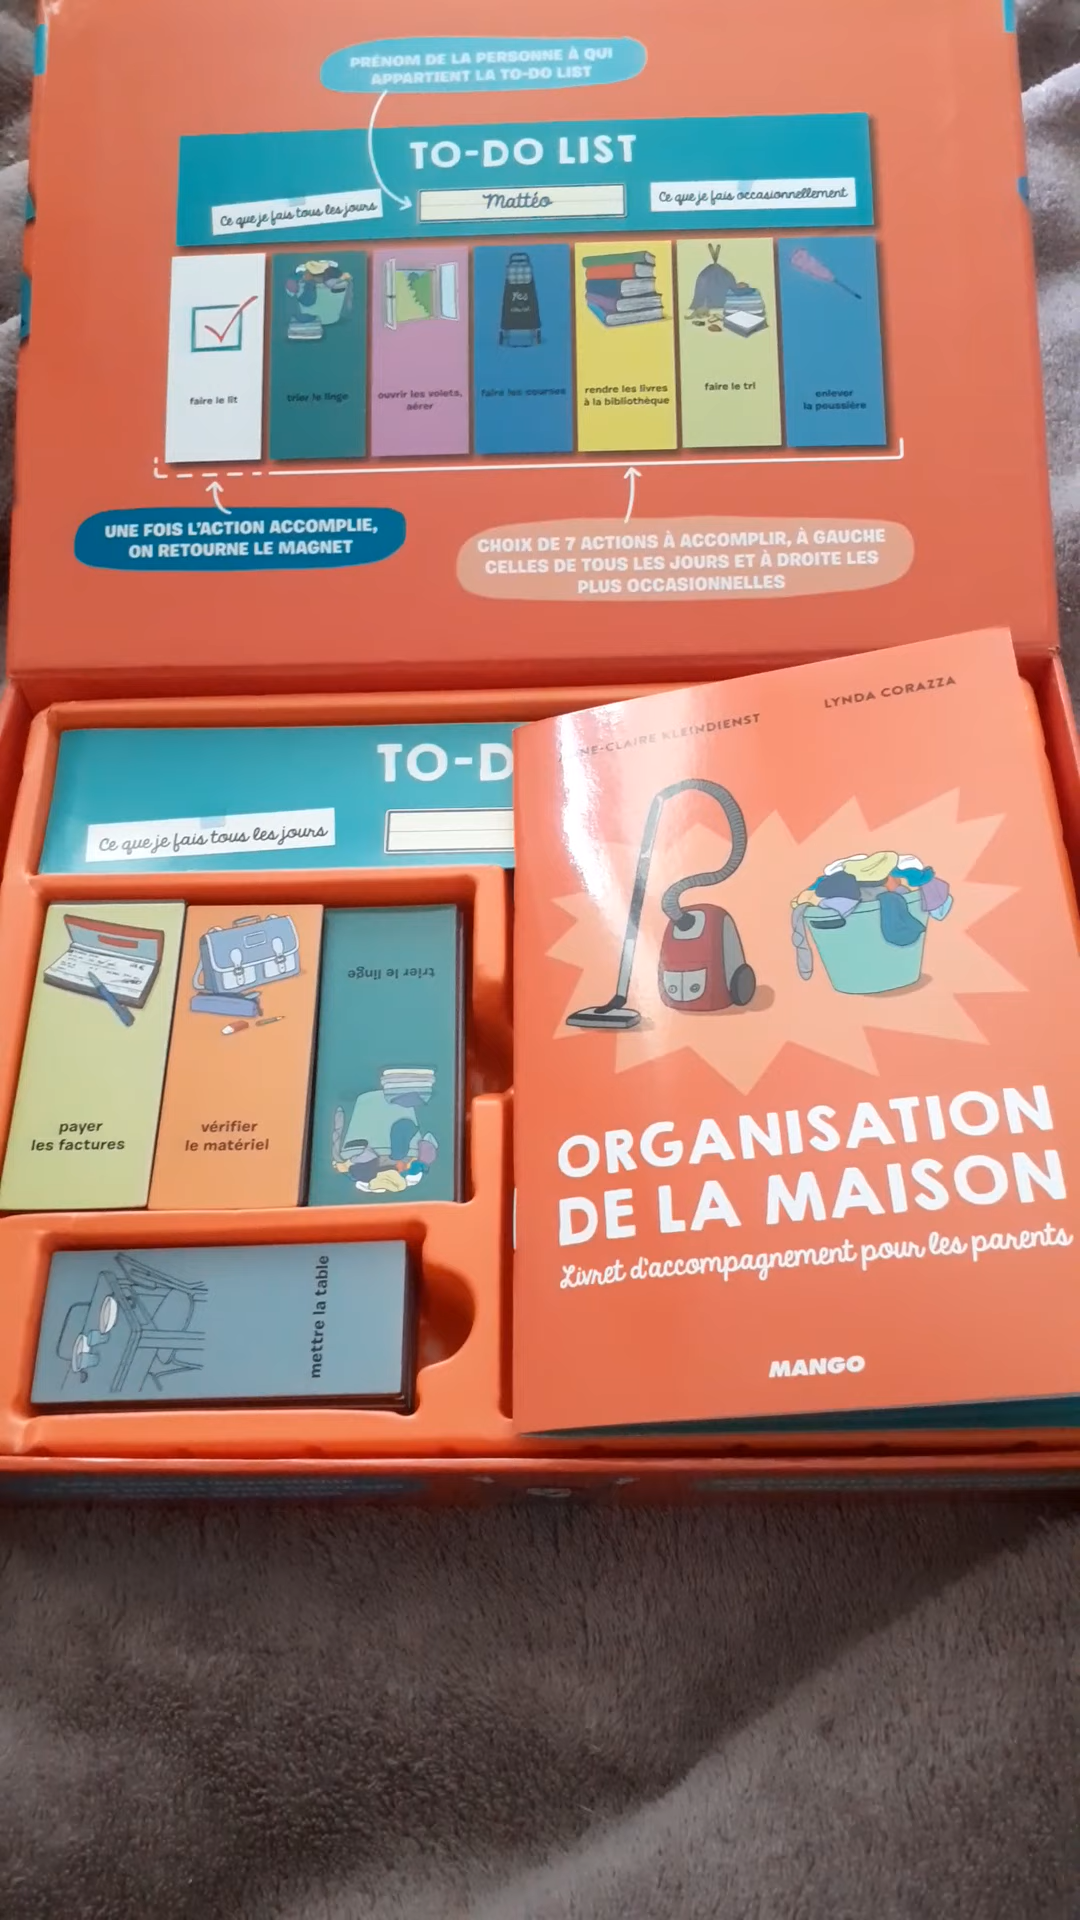 PRÉNOM DE LA PERSONNE À QUI
APPARTIENT LA TO-DO LIST
TO-DO LIST
Ce que je fais tous les jours
Mattéo
Ce que je fais occasionnellement
faire le lit
trier le linge
ouvrir les volets,
aérer
faire les courses
rendre les livres
à la bibliothèque
faire le tri
enlever
la poussière
UNE FOIS L'ACTION ACCOMPLIE,
ON RETOURNE LE MAGNET
CHOIX DE 7 ACTIONS À ACCOMPLIR, À GAUCHE
CELLES DE TOUS LES JOURS ET À DROITE LES
PLUS OCCASIONNELLES
TO-D
Ce que je fais tous les jours
payer
les factures
vérifier
le matériel
trier le linge
mettre la table
NE-CLAIRE KLEINDIENST
LYNDA CORAZZA
ORGANISATION
DE LA MAISON
Livret d'accompagnement pour les parents
MANGO